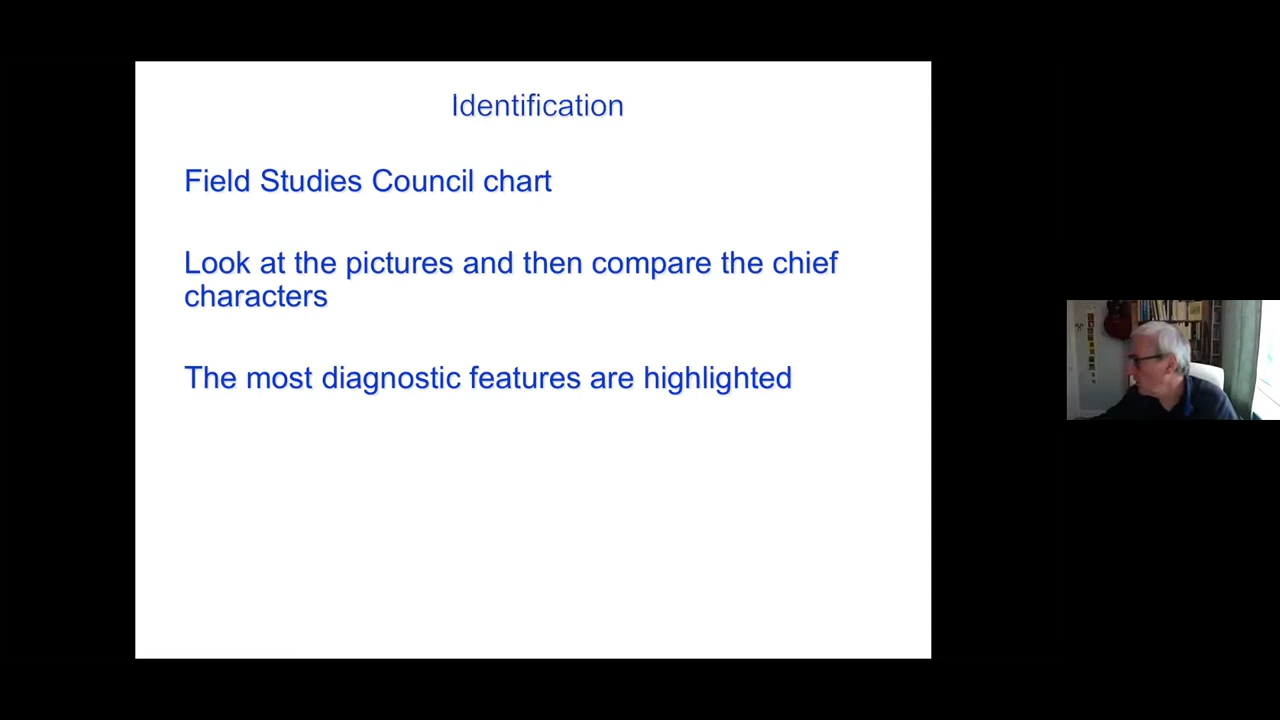 Identification
Field Studies Council chart
Look at the pictures and then compare the chief
characters
The most diagnostic features are highlighted